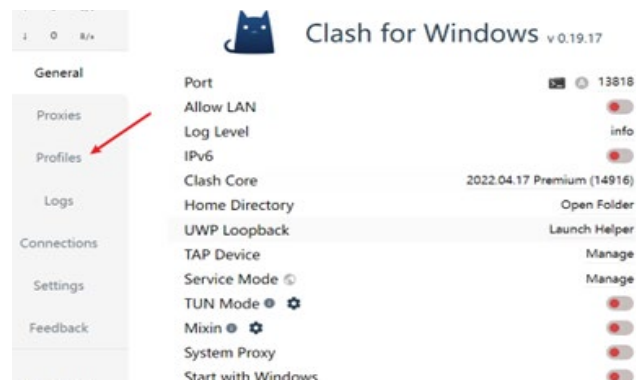 ↓ 0 B/s
Clash for Windows v 0.19.17
General
Proxies
Profiles
Logs
Connections
Settings
Feedback
Port 13818
Allow LAN
Log Level info
IPv6
Clash Core 2022.04.17 Premium (14916)
Home Directory Open Folder
UWP Loopback Launch Helper
TAP Device Manage
Service Mode Manage
TUN Mode
Mixin
System Proxy
Start with Windows